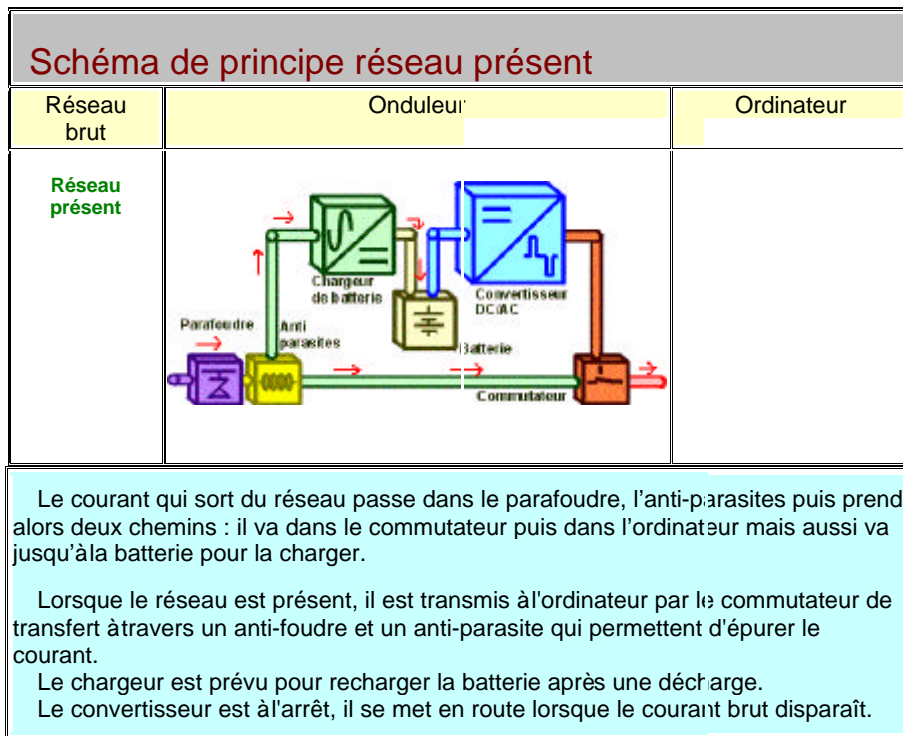 Schéma de principe réseau présent
Réseau
brut
Onduleur
Ordinateur
Réseau
présent
Chargeur
de batterie
Convertisseur
DC/AC
Parafoudre
Anti
parasites
Batterie
Commutateur
Le courant qui sort du réseau passe dans le parafoudre, l’anti-parasites puis prend
alors deux chemins : il va dans le commutateur puis dans l’ordinateur mais aussi va
jusqu’àla batterie pour la charger.
Lorsque le réseau est présent, il est transmis àl'ordinateur par le commutateur de
transfert àtravers un anti-foudre et un anti-parasite qui permettent d'épurer le
courant.
Le chargeur est prévu pour recharger la batterie après une décharge.
Le convertisseur est àl'arrêt, il se met en route lorsque le courant brut disparaît.